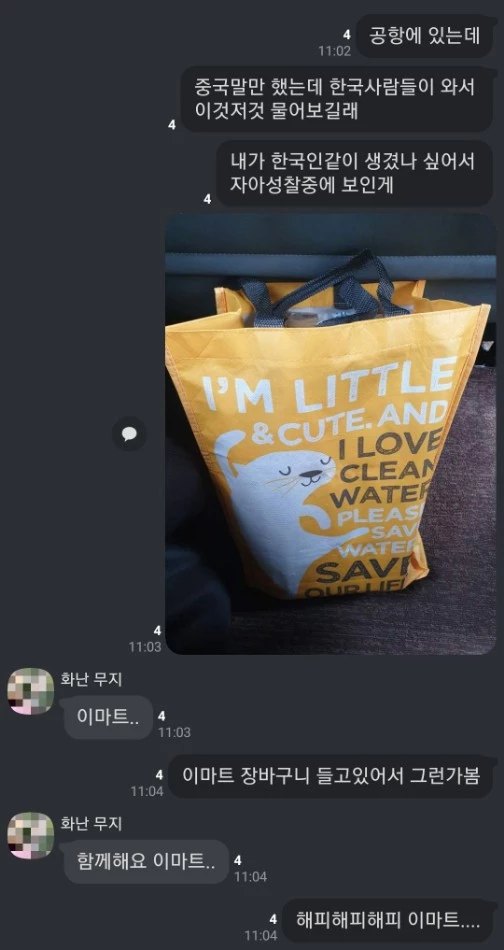 공항에 있는데
4
11:02
중국말만 했는데 한국사람들이 와서
이것저것 물어보길래
4
내가 한국인같이 생겼나 싶어서
자아성찰중에 보인게
4
I'M LITTLE
& CUTE. AND
I LOVE
CLEAN
WATER
PLEAS
SAV
WATER
SAVE
OUR LIFE
4
11:03
화난 무지
이마트..
4
11:03
이마트 장바구니 들고있어서 그런가봄
4
11:04
화난 무지
함께해요 이마트..
4
11:04
해피해피해피 이마트....
4
11:04